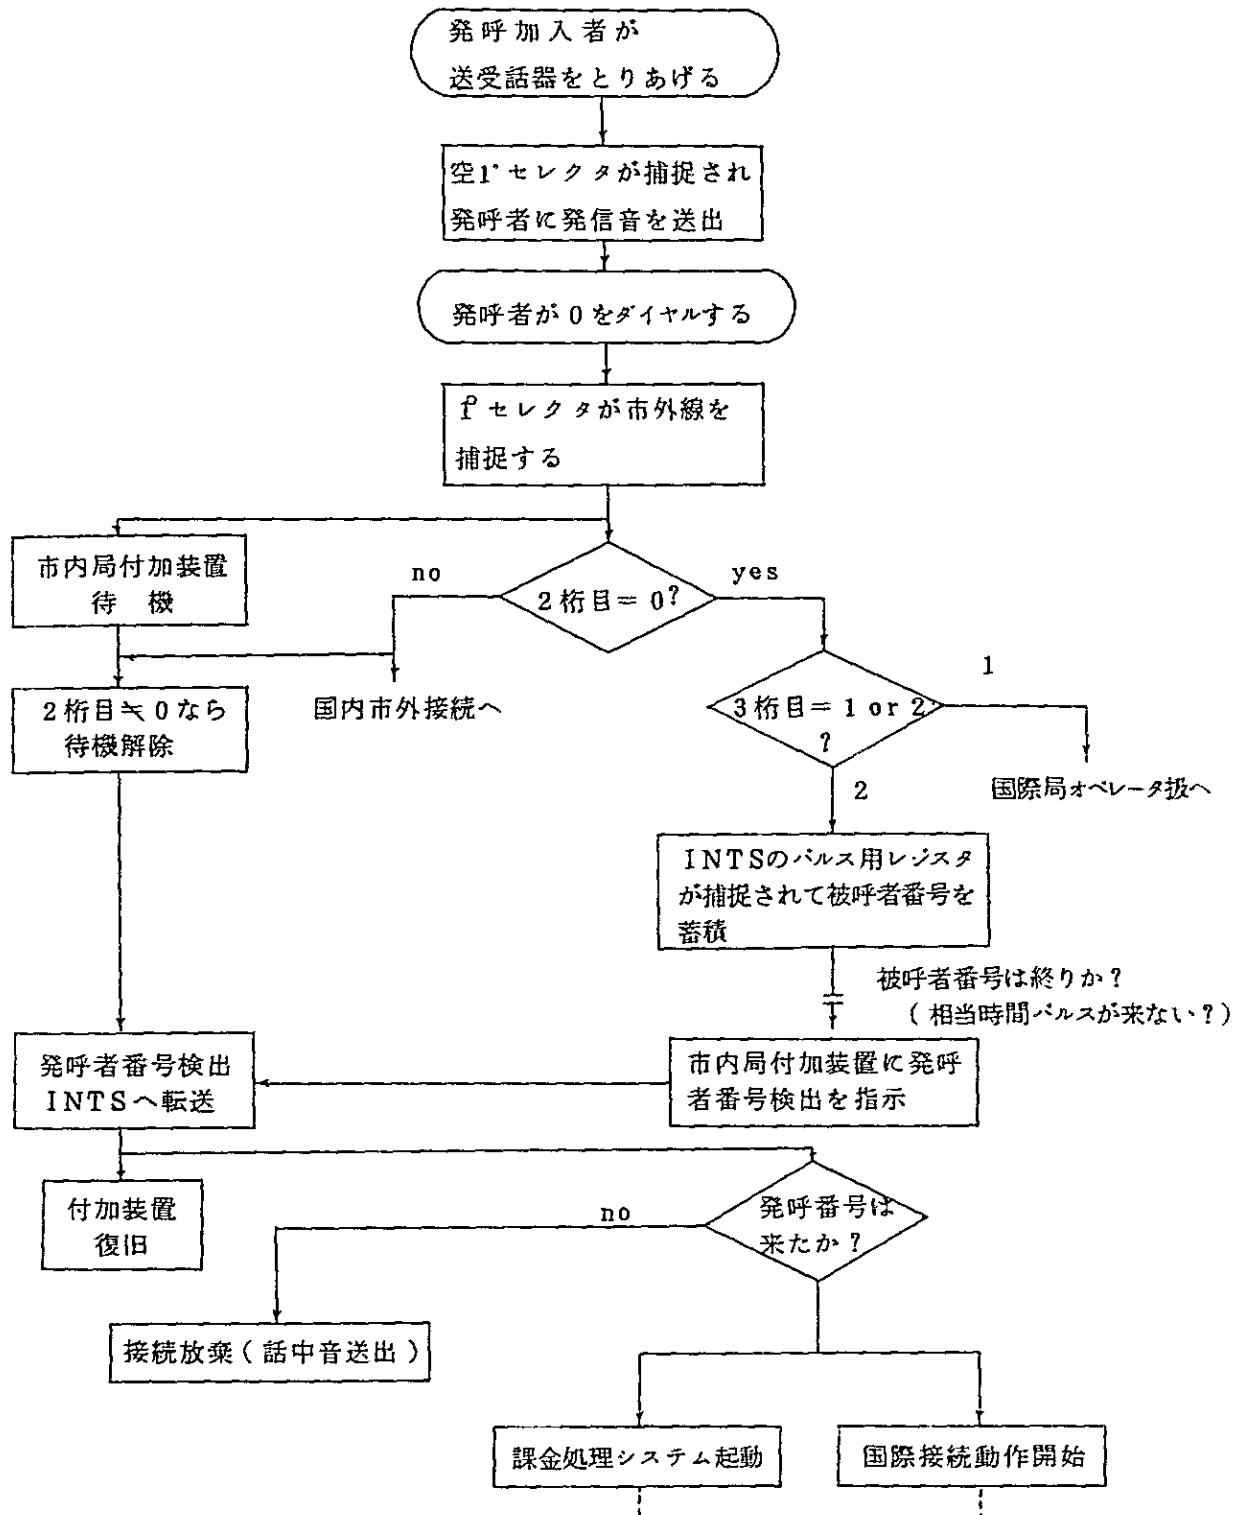 発呼加入者が
送受話器をとりあげる
空1°セレクタが捕捉され
発呼者に発信音を送出
発呼者が0をダイヤルする
1°セレクタが市外線を
捕捉する
市内局付加装置
待 機
no
2桁目=0?
yes
2桁目≒0なら
待機解除
国内市外接続へ
3桁目=1 or 2
?
1
2
国際局オペレータ扱へ
INTSのパルス用レジスタ
が捕捉されて被呼者番号を
蓄積
被呼者番号は終りか?
(相当時間パルスが来ない?)
発呼者番号検出
INTSへ転送
市内局付加装置に発呼
者番号検出を指示
付加装置
復旧
no
発呼番号は
来たか?
接続放棄(話中音送出)
課金処理システム起動
国際接続動作開始